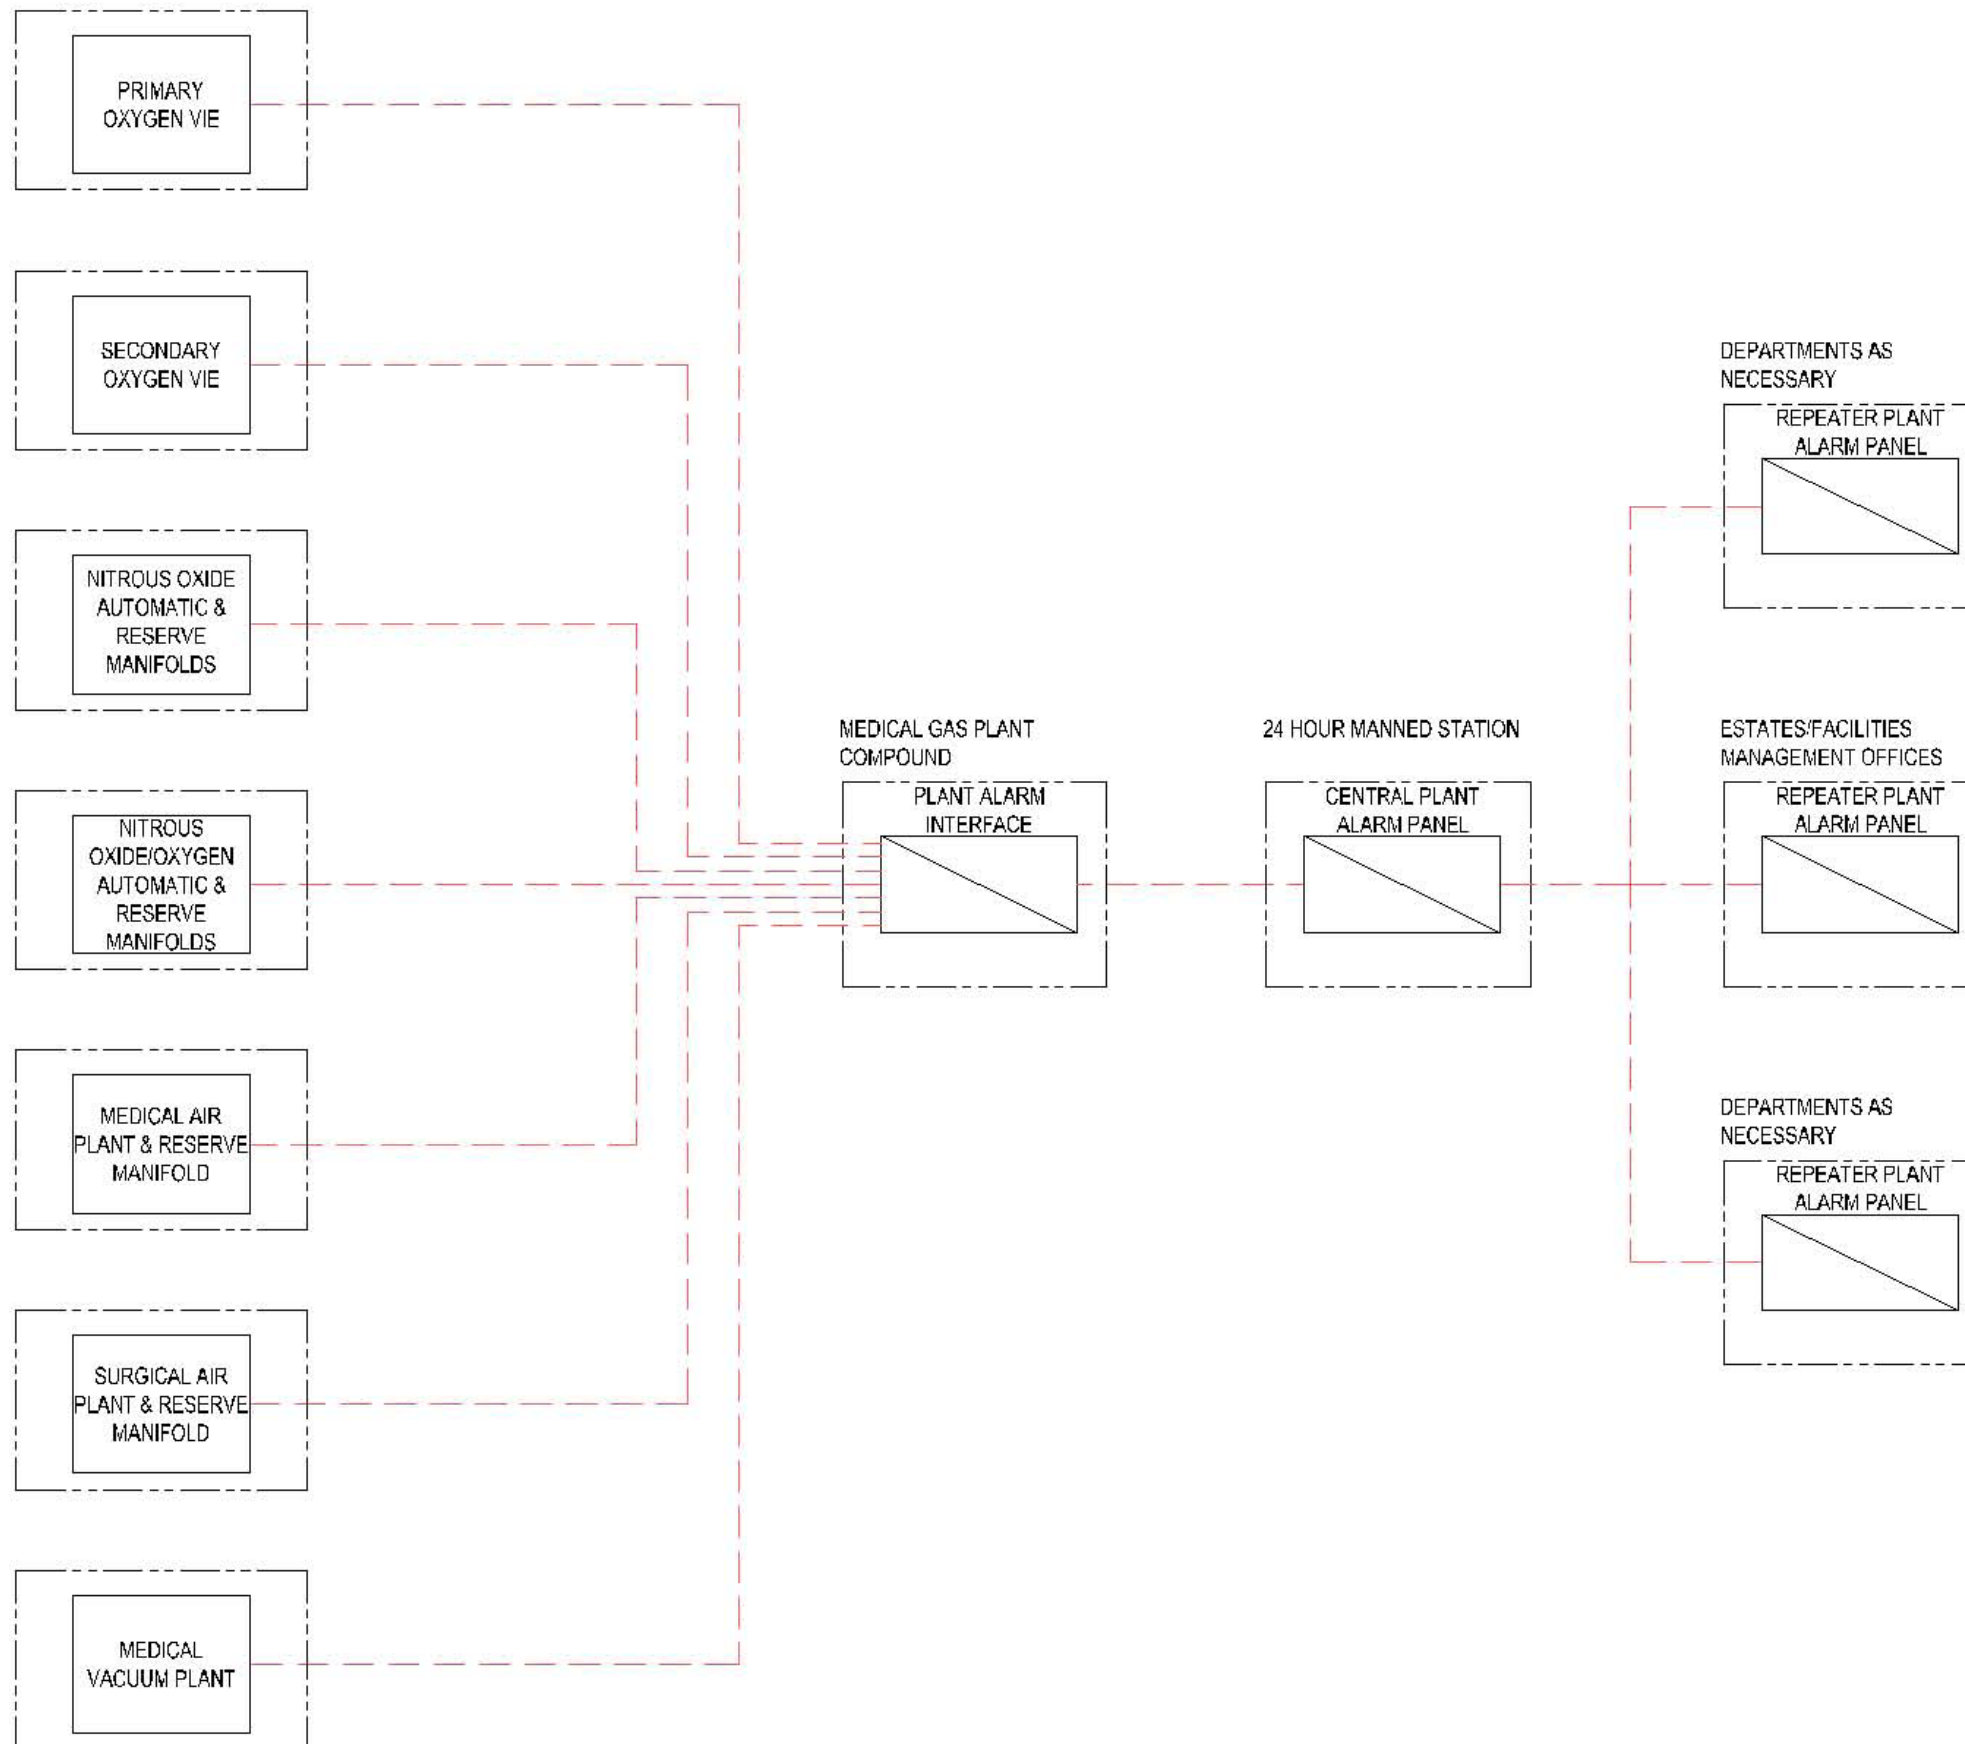 PRIMARY
OXYGEN VIE
SECONDARY
OXYGEN VIE
NITROUS OXIDE
AUTOMATIC &
RESERVE
MANIFOLDS
NITROUS
OXIDE/OXYGEN
AUTOMATIC &
RESERVE
MANIFOLDS
MEDICAL AIR
PLANT & RESERVE
MANIFOLD
SURGICAL AIR
PLANT & RESERVE
MANIFOLD
MEDICAL
VACUUM PLANT
MEDICAL GAS PLANT
COMPOUND
PLANT ALARM
INTERFACE
24 HOUR MANNED STATION
CENTRAL PLANT
ALARM PANEL
DEPARTMENTS AS
NECESSARY
REPEATER PLANT
ALARM PANEL
ESTATES/FACILITIES
MANAGEMENT OFFICES
REPEATER PLANT
ALARM PANEL
DEPARTMENTS AS
NECESSARY
REPEATER PLANT
ALARM PANEL